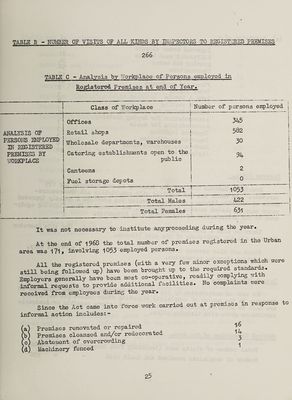 TABLE B - NUMBER OF VISITS OF ALL KINDS BY INSPECTORS TO REGISTERED PREMISES
266
TABLE C - Analysis by Workplace of Persons employed in
Registered Premises at end of Year.
Class of Workplace Number of persons employed
ANALYSIS OF
PERSONS EMPLOYED
IN REGISTERED
PREMISES BY
WORKPLACE
Offices 345
Retail shops 582
Wholesale departments, warehouses 30
Catering establishments open to the
public 94
Canteens 2
Fuel storage depots 0
Total 1053
Total Males 422
Total Females 631
It was not necessary to institute any proceeding during the year.
At the end of 1968 the total number of premises registered in the Urban
area was 171, involving 1053 employed persons.
All the registered premises (with a very few minor exceptions which were
still being followed up) have been brought up to the required standards.
Employers generally have been most co-operative, readily complying with
informal requests to provide additional facilities. No complaints were
received from employees during the year.
Since the Act came into force work carried out at premises in response to
informal action includes:-
(a) Premises renovated or repaired 16
(b) Premises cleansed and/or redecorated 14
(c) Abatement of overcrowding 3
(d) Machinery fenced 1
25